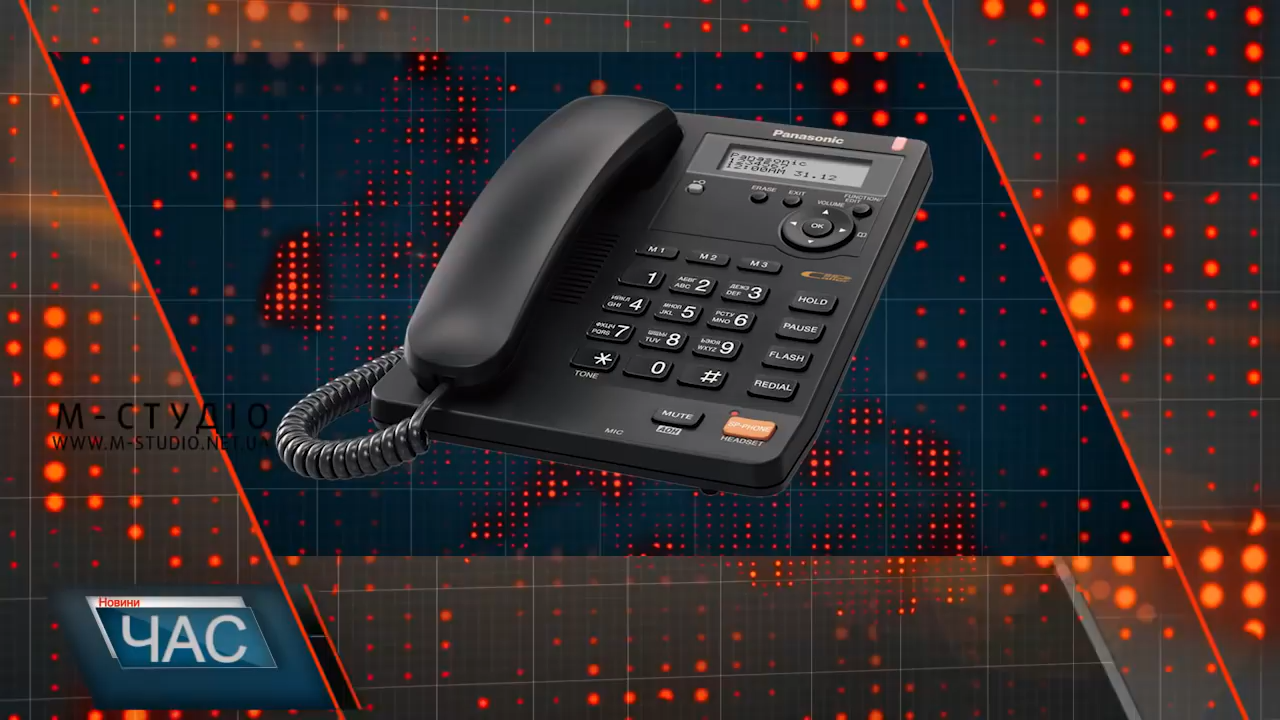 Panasonic
Panasonic
1234567
12:00AM 31.12
ERASE
EXIT
FUNCTION/
EDIT
VOLUME
OK
M 1
M 2
M 3
1
АБВГ
ABC
2
ДЕЖЗ
DEF
3
HOLD
ИЙКЛ
GHI
4
МНОП
JKL
5
РСТУ
MNO
6
PAUSE
ФХЦЧ
PQRS
7
ШЩЪЫ
TUV
8
ЬЭЮЯ
WXYZ
9
FLASH
*
0
#
REDIAL
TONE
MUTE
АОН
MIC
SP-PHONE
HEADSET
М-СТУДІО
WWW.M-STUDIO.NET.UA
Новини
ЧАС